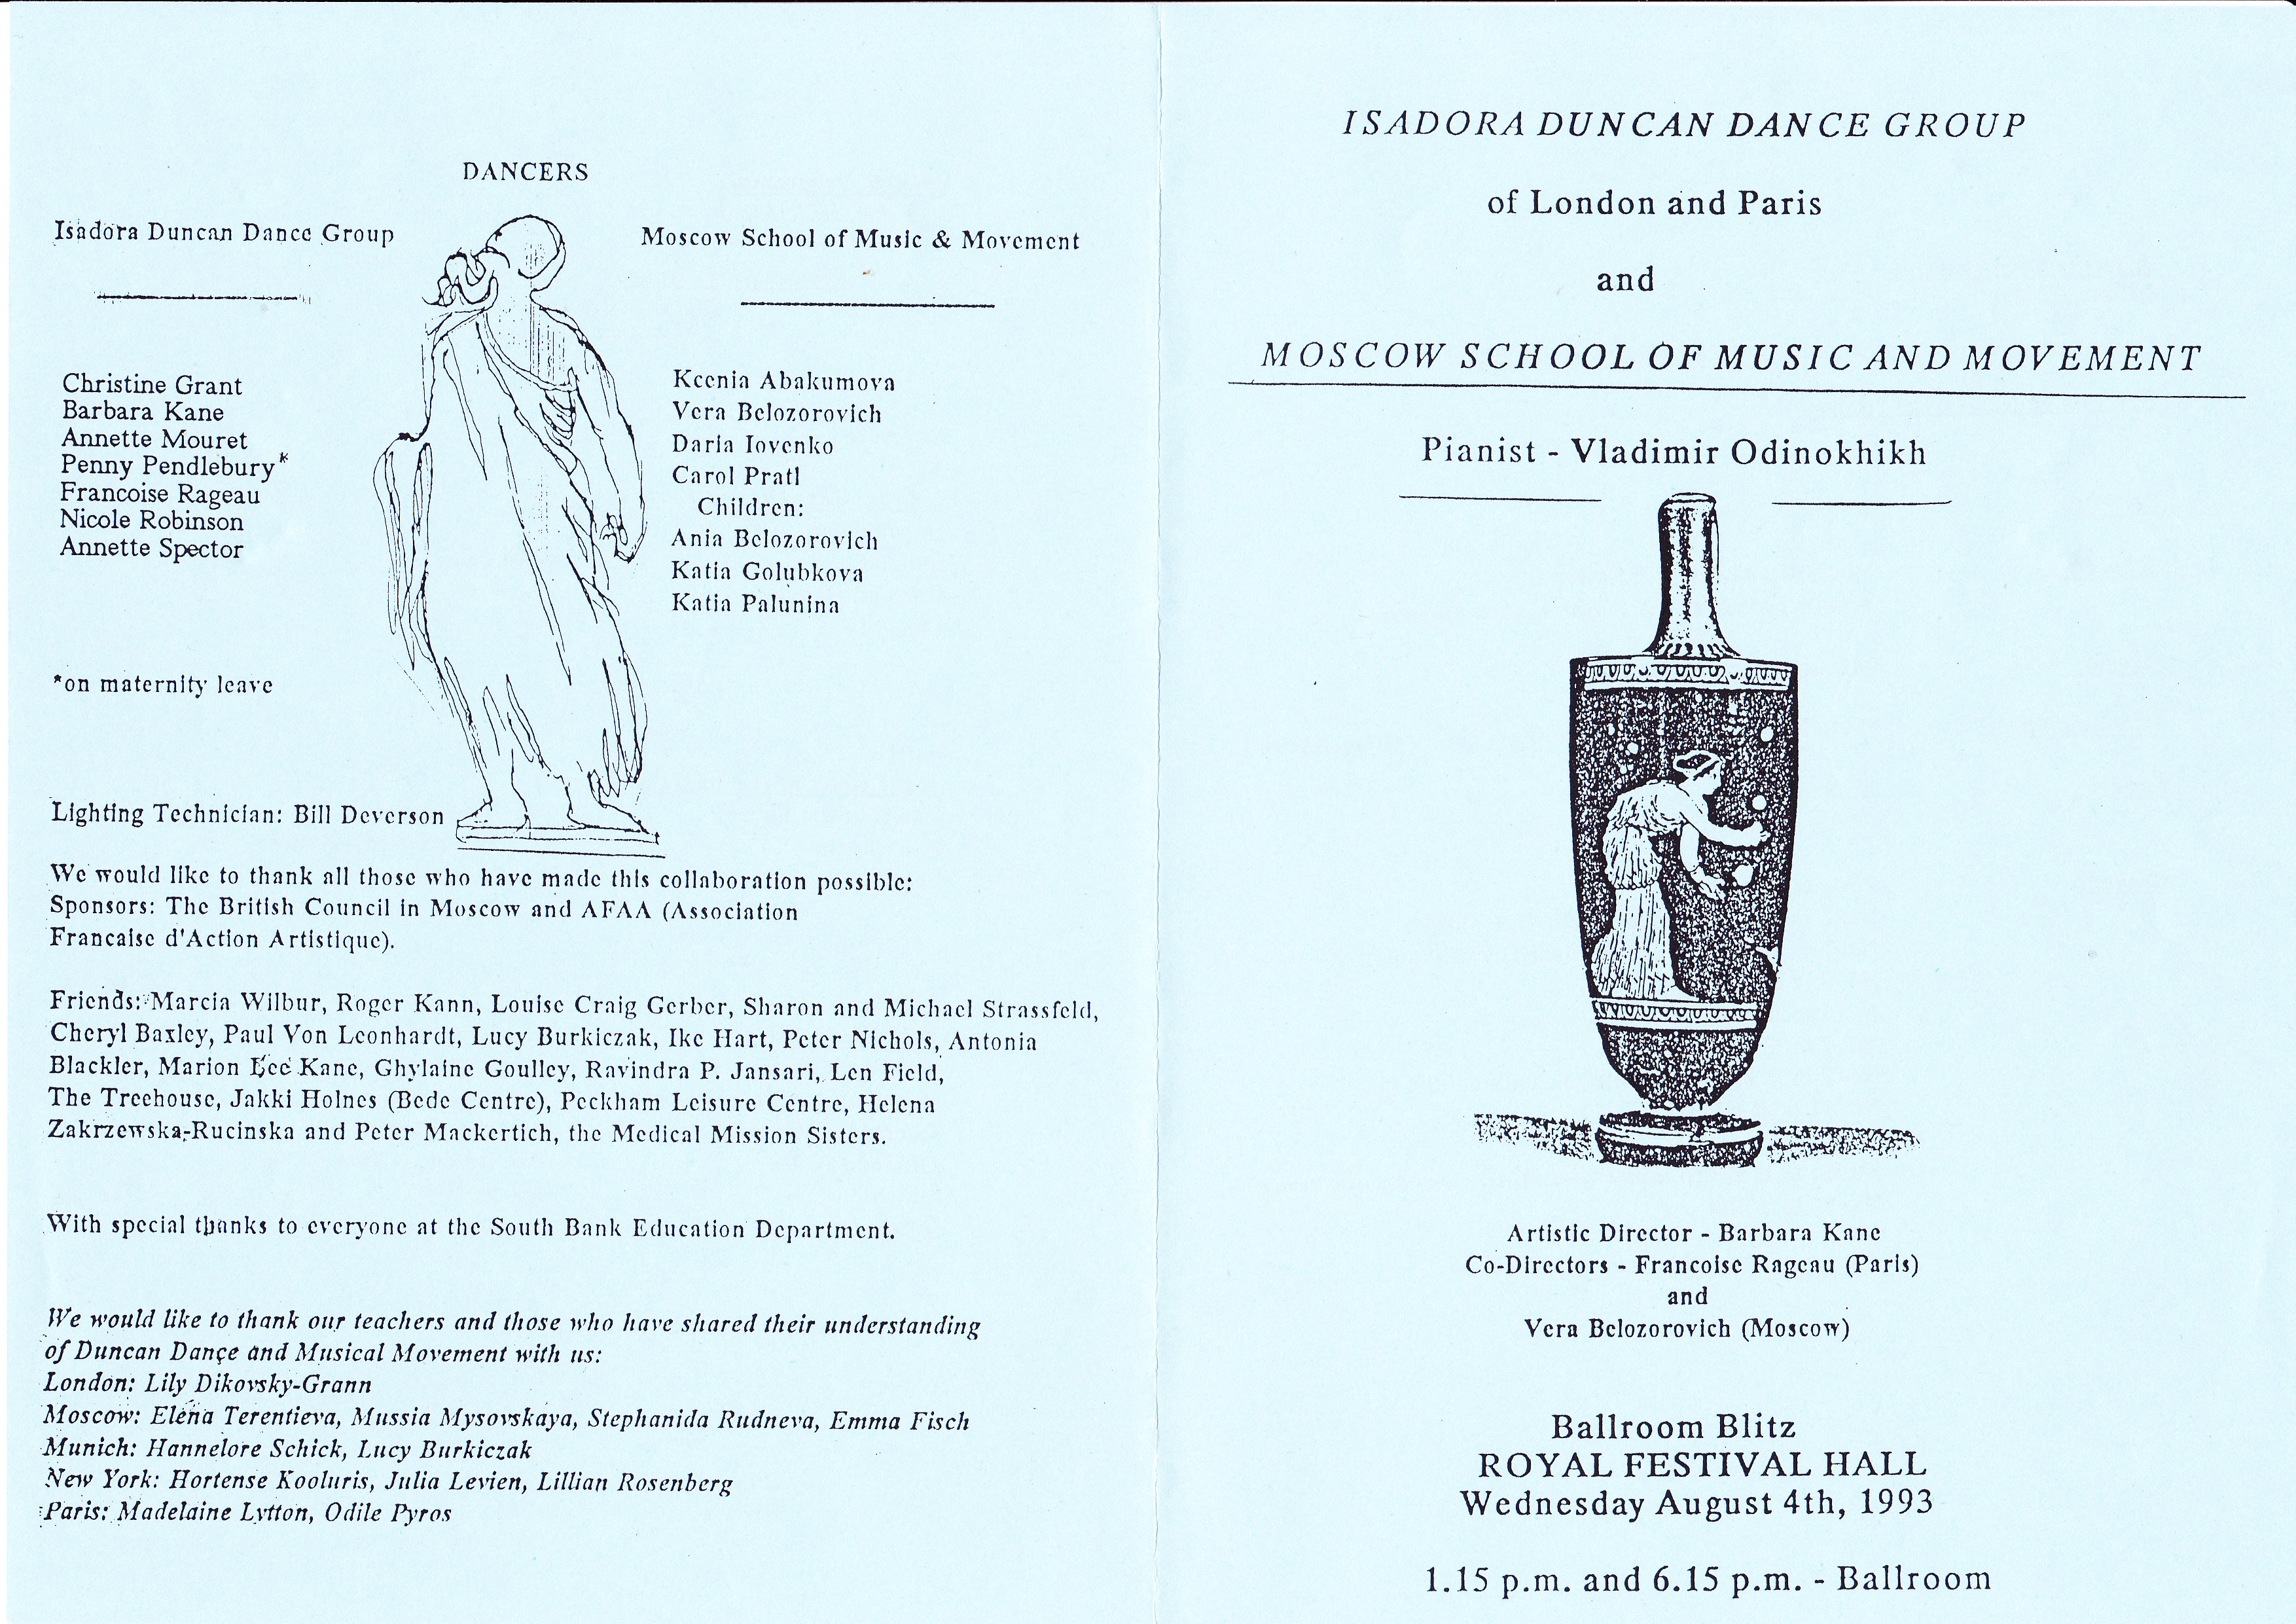 DANCERS
Isadora Duncan Dance Group
Moscow School of Music & Movement
Christine Grant
Barbara Kane
Annette Mouret
Penny Pendlebury*
Francoise Rageau
Nicole Robinson
Annette Spector
*on maternity leave
Kcenia Abakumova
Vera Belozorovich
Daria Iovenko
Carol Pratl
Children:
Ania Belozorovich
Katia Golubkova
Katia Palunina
Lighting Technician: Bill Deverson
We would like to thank all those who have made this collaboration possible:
Sponsors: The British Council in Moscow and AFAA (Association
Francaise d'Action Artistique).
Friends: Marcia Wilbur, Roger Kann, Louise Craig Gerber, Sharon and Michael Strassfeld,
Cheryl Baxley, Paul Von Leonhardt, Lucy Burkiczak, Ike Hart, Peter Nichols, Antonia
Blackler, Marion Lee Kane, Ghylaine Goulley, Ravindra P. Jansari, Len Field,
The Treehouse, Jakki Holnes (Bede Centre), Peckham Leisure Centre, Helena
Zakrzewska-Rucinska and Peter Mackertich, the Medical Mission Sisters.
With special thanks to everyone at the South Bank Education Department.
We would like to thank our teachers and those who have shared their understanding
of Duncan Dance and Musical Movement with us:
London: Lily Dikovsky-Grann
Moscow: Elena Terentieva, Mussia Mysovskaya, Stephanida Rudneva, Emma Fisch
Munich: Hannelore Schick, Lucy Burkiczak
New York: Hortense Kooluris, Julia Levien, Lillian Rosenberg
Paris: Madelaine Lytton, Odile Pyros
ISADORA DUNCAN DANCE GROUP
of London and Paris
and
MOSCOW SCHOOL OF MUSIC AND MOVEMENT
Pianist - Vladimir Odinokhikh
Artistic Director - Barbara Kane
Co-Directors - Francoise Rageau (Paris)
and
Vera Belozorovich (Moscow)
Ballroom Blitz
ROYAL FESTIVAL HALL
Wednesday August 4th, 1993
1.15 p.m. and 6.15 p.m. - Ballroom